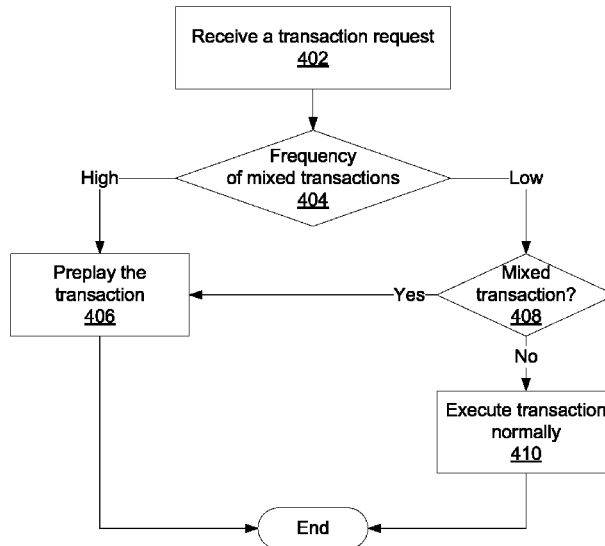 Receive a transaction request
402
Frequency
of mixed transactions
404
High
Low
Preplay the
transaction
406
Mixed
transaction?
408
Yes
No
Execute transaction
normally
410
End